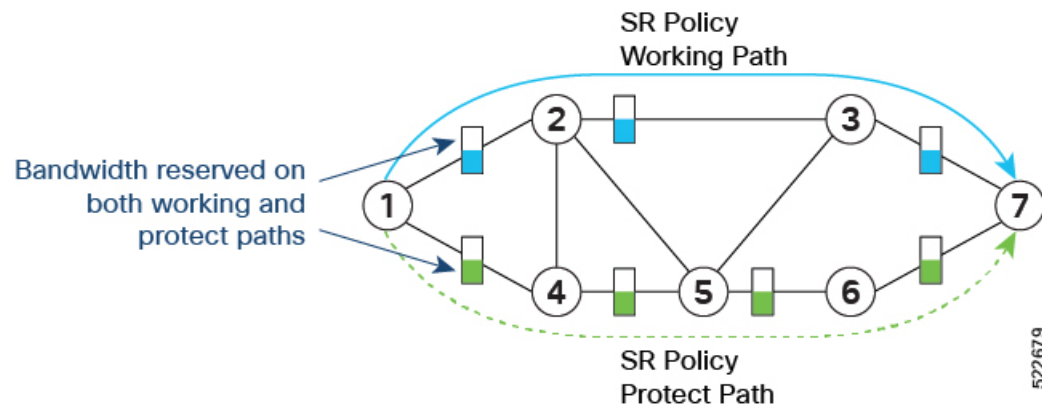 SR Policy
Working Path
2
3
Bandwidth reserved on
both working and
protect paths
1
7
4
5
6
SR Policy
Protect Path
522679